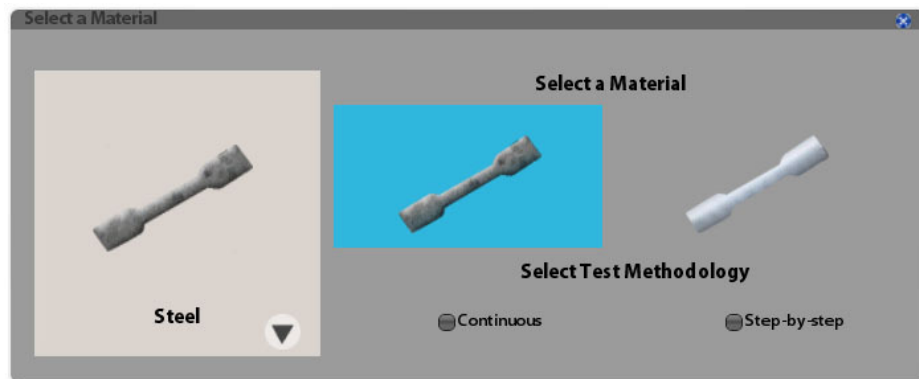 Select a Material
Select a Material
Select Test Methodology
Steel
Continuous
Step-by-step